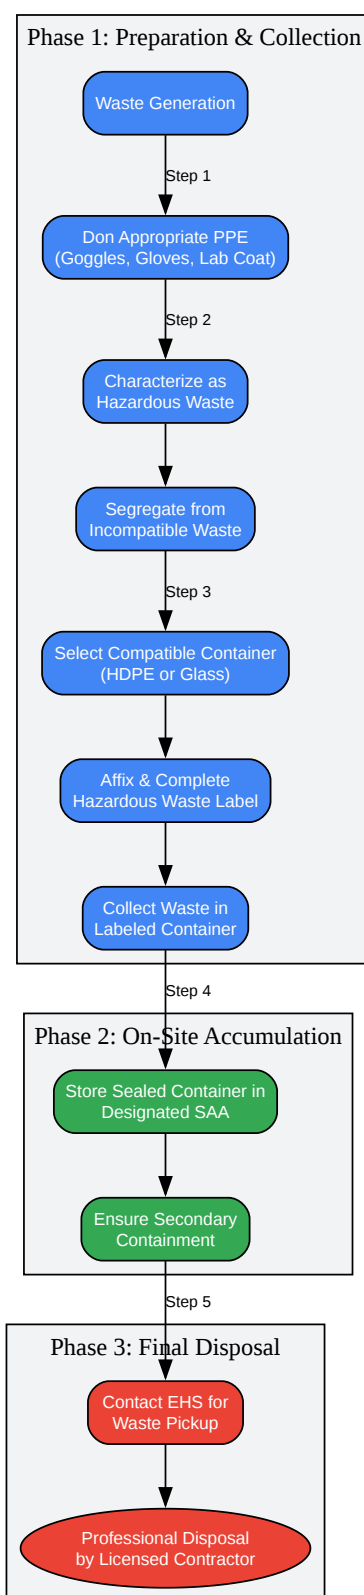 Phase 1: Preparation & Collection
Waste Generation
Step 1
Don Appropriate PPE
(Goggles, Gloves, Lab Coat)
Step 2
Characterize as
Hazardous Waste
Segregate from
Incompatible Waste
Step 3
Select Compatible Container
(HDPE or Glass)
Affix & Complete
Hazardous Waste Label
Collect Waste in
Labeled Container
Step 4
Phase 2: On-Site Accumulation
Store Sealed Container in
Designated SAA
Ensure Secondary
Containment
Step 5
Phase 3: Final Disposal
Contact EHS for
Waste Pickup
Professional Disposal
by Licensed Contractor